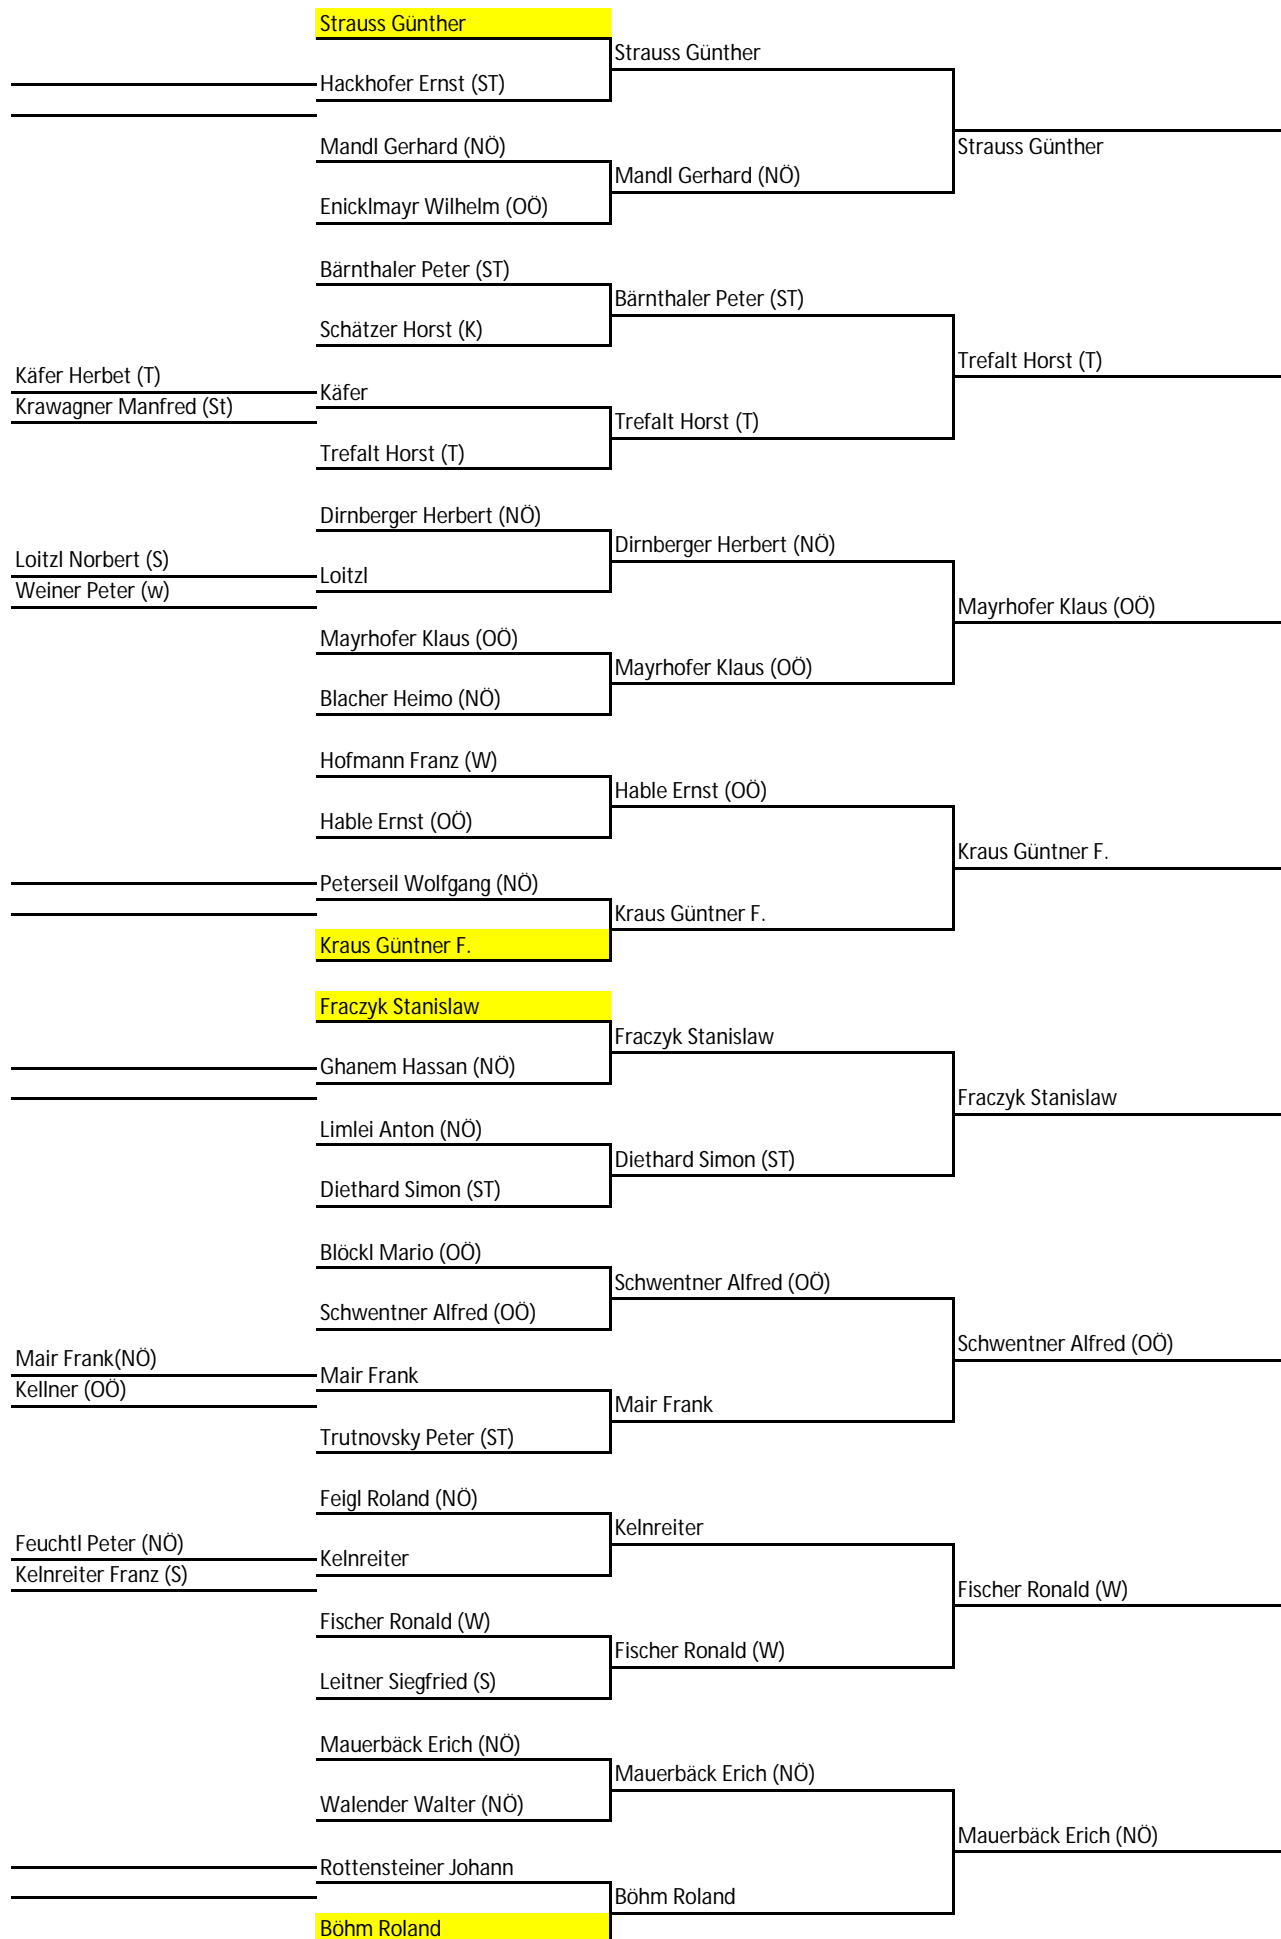 Strauss Günther
Strauss Günther
Hackhofer Ernst (ST)
Mandl Gerhard (NÖ)
Strauss Günther
Mandl Gerhard (NÖ)
Enicklmayr Wilhelm (OÖ)
Bärnthaler Peter (ST)
Bärnthaler Peter (ST)
Schätzer Horst (K)
Trefalt Horst (T)
Käfer Herbet (T)
Käfer
Krawagner Manfred (St)
Trefalt Horst (T)
Trefalt Horst (T)
Dirnberger Herbert (NÖ)
Dirnberger Herbert (NÖ)
Loitzl Norbert (S)
Loitzl
Weiner Peter (w)
Mayrhofer Klaus (OÖ)
Mayrhofer Klaus (OÖ)
Mayrhofer Klaus (OÖ)
Blacher Heimo (NÖ)
Hofmann Franz (W)
Hable Ernst (OÖ)
Hable Ernst (OÖ)
Kraus Güntner F.
Peterseil Wolfgang (NÖ)
Kraus Güntner F.
Kraus Güntner F.
Fraczyk Stanislaw
Fraczyk Stanislaw
Ghanem Hassan (NÖ)
Fraczyk Stanislaw
Limlei Anton (NÖ)
Diethard Simon (ST)
Diethard Simon (ST)
Blöckl Mario (OÖ)
Schwentner Alfred (OÖ)
Schwentner Alfred (OÖ)
Schwentner Alfred (OÖ)
Mair Frank(NÖ)
Mair Frank
Kellner (OÖ)
Mair Frank
Trutnovsky Peter (ST)
Feigl Roland (NÖ)
Kelnreiter
Feuchtl Peter (NÖ)
Kelnreiter
Kelnreiter Franz (S)
Fischer Ronald (W)
Fischer Ronald (W)
Fischer Ronald (W)
Leitner Siegfried (S)
Mauerbäck Erich (NÖ)
Mauerbäck Erich (NÖ)
Walender Walter (NÖ)
Mauerbäck Erich (NÖ)
Rottensteiner Johann
Böhm Roland
Böhm Roland